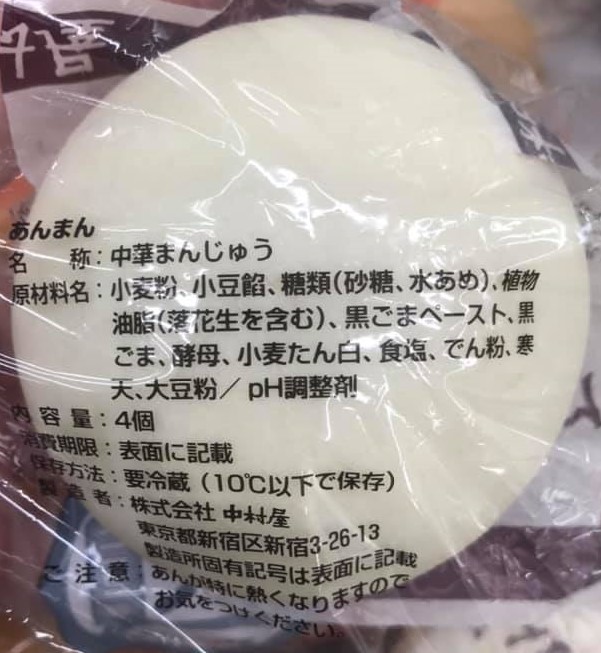 あんまん
名　　称：中華まんじゅう
原材料名：小麦粉、小豆餡、糖類（砂糖、水あめ）、植物
油脂（落花生を含む）、黒ごまペースト、黒
ごま、酵母、小麦たん白、食塩、でん粉、寒
天、大豆粉／pH調整剤
内容量：4個
消費期限：表面に記載
保存方法：要冷蔵（10℃以下で保存）
製造者：株式会社 中村屋
東京都新宿区新宿3-26-13
製造所固有記号は表面に記載
ご注意：あんが特に熱くなりますので
お気をつけください。